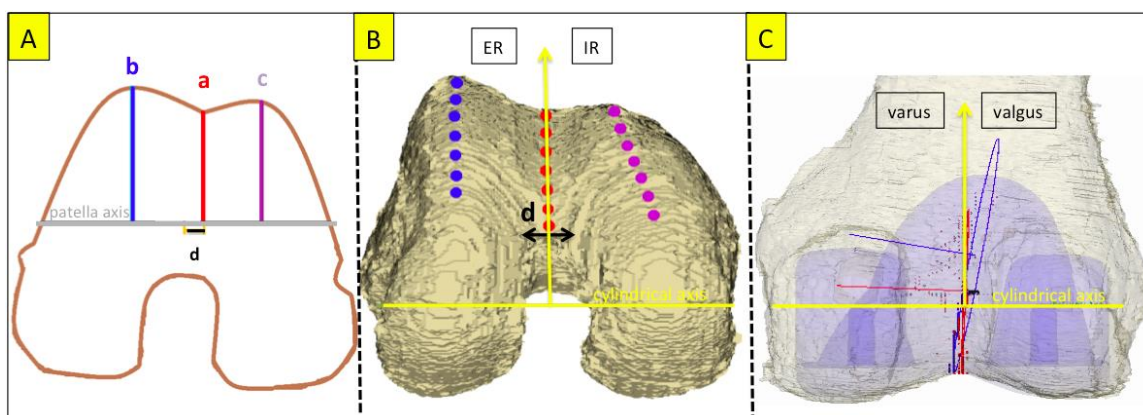 A
b
a
c
patella axis
d
B
ER
IR
d
cylindrical axis
C
varus
valgus
cylindrical axis